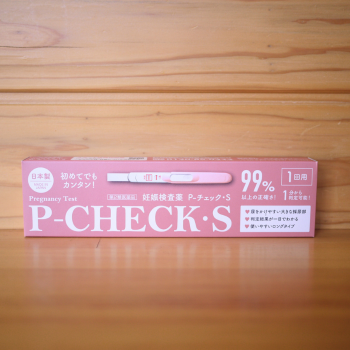 日本製
初めてでも
カンタン!
99%
以上の正確さ!
1回用
1分から
判定可能!
Pregnancy Test
第2類医薬品
妊娠検査薬 P-チェック・S
P-CHECK・S
♥尿をかけやすい大きな採尿部
♥判定結果が一目でわかる
♥使いやすいロングタイプ